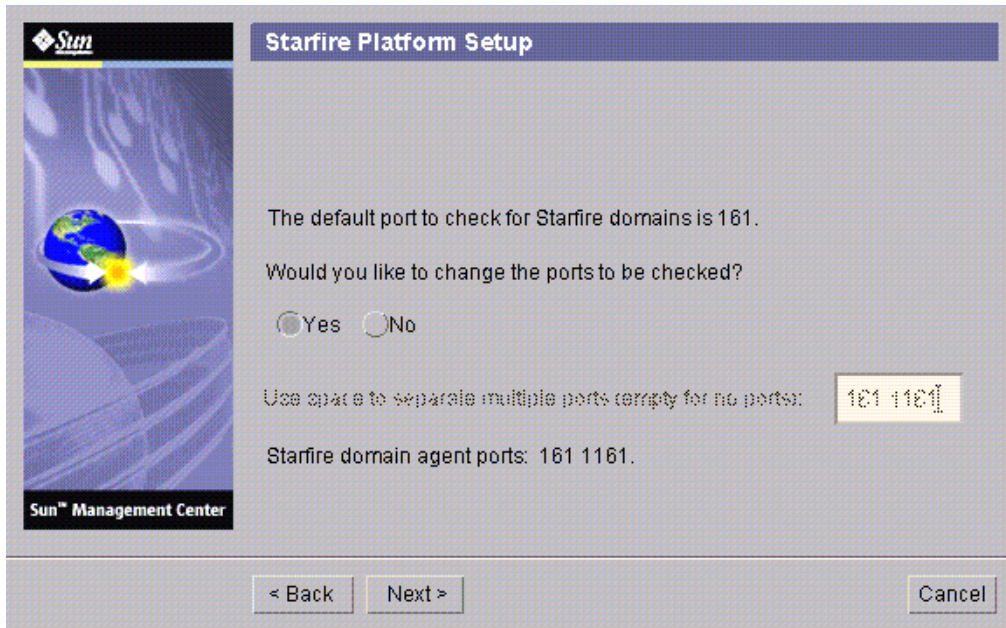 Sun
Starfire Platform Setup
The default port to check for Starfire domains is 161.
Would you like to change the ports to be checked?
Yes No
Use space to separate multiple ports (empty for no ports): 161 1161
Starfire domain agent ports: 161 1161.
Sun™ Management Center
< Back Next > Cancel